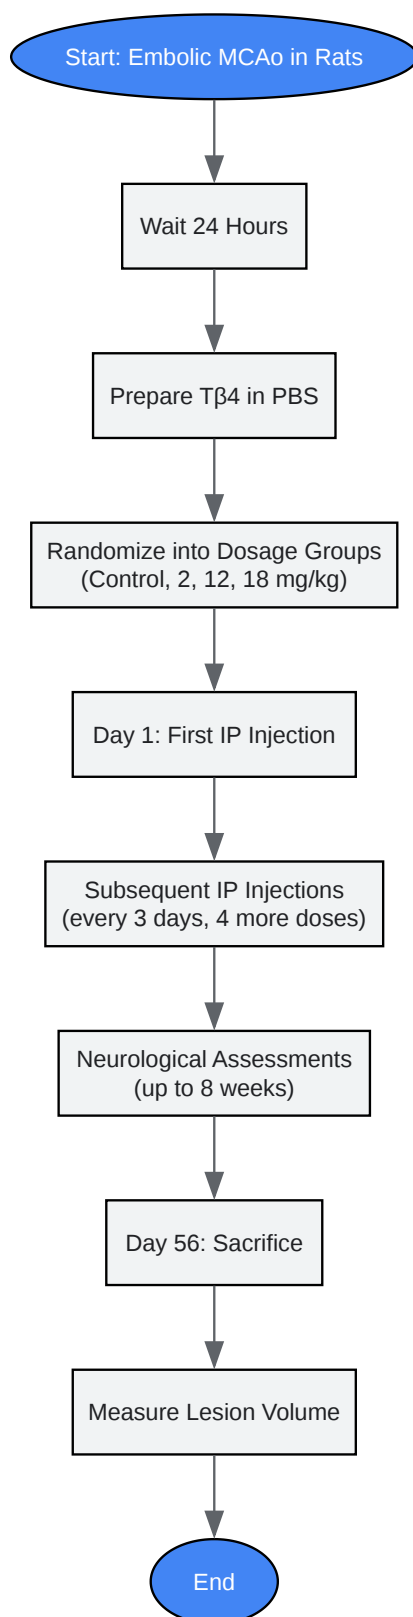 Start: Embolic MCAo in Rats
Wait 24 Hours
Prepare Tβ4 in PBS
Randomize into Dosage Groups
(Control, 2, 12, 18 mg/kg)
Day 1: First IP Injection
Subsequent IP Injections
(every 3 days, 4 more doses)
Neurological Assessments
(up to 8 weeks)
Day 56: Sacrifice
Measure Lesion Volume
End